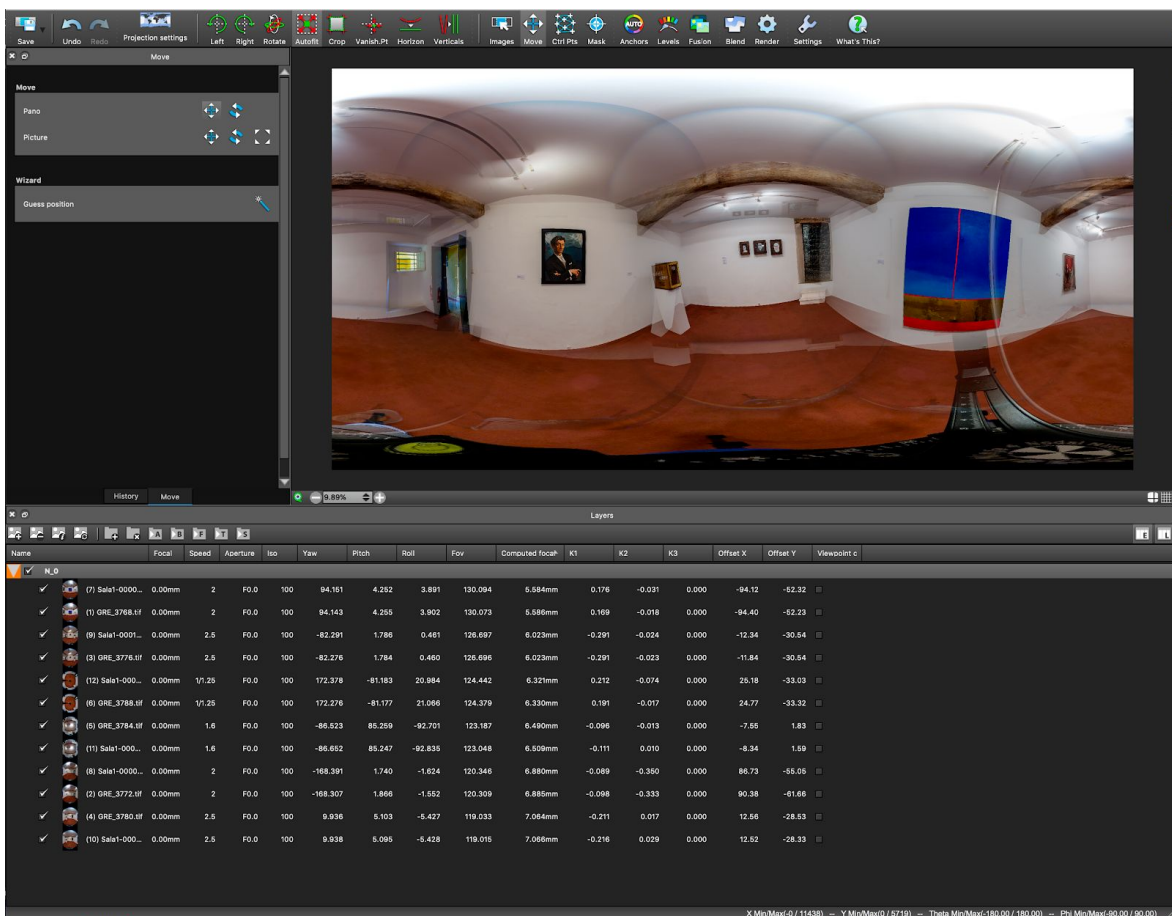 Save Undo Redo Projection settings Left Right Rotate Autofit Crop Vanish.Pt Horizon Verticals Images Move Ctrl Pts Mask Anchors Levels Fusion Blend Render Settings What's This?
AUTO
Move
Move
Pano
Picture
Wizard
Guess position
History Move
9.89%
Layers
A B F T S E L
Name Focal Speed Aperture Iso Yaw Pitch Roll Fov Computed focal K1 K2 K3 Offset X Offset Y Viewpoint c
N_0
(7) Sala1-0000... 0.00mm 2 F0.0 100 94.151 4.252 3.891 130.094 5.584mm 0.176 -0.031 0.000 -94.12 -52.32
(1) GRE_3768.tif 0.00mm 2 F0.0 100 94.143 4.255 3.902 130.073 5.586mm 0.169 -0.018 0.000 -94.40 -52.23
(9) Sala1-0001... 0.00mm 2.5 F0.0 100 -82.291 1.786 0.461 126.697 6.023mm -0.291 -0.024 0.000 -12.34 -30.54
(3) GRE_3776.tif 0.00mm 2.5 F0.0 100 -82.276 1.784 0.460 126.696 6.023mm -0.291 -0.023 0.000 -11.84 -30.54
(12) Sala1-000... 0.00mm 1/1.25 F0.0 100 172.378 -81.183 20.984 124.442 6.321mm 0.212 -0.074 0.000 25.18 -33.03
(6) GRE_3788.tif 0.00mm 1/1.25 F0.0 100 172.276 -81.177 21.066 124.379 6.330mm 0.191 -0.017 0.000 24.77 -33.32
(5) GRE_3784.tif 0.00mm 1.6 F0.0 100 -86.523 85.259 -92.701 123.187 6.490mm -0.096 -0.013 0.000 -7.55 1.83
(11) Sala1-000... 0.00mm 1.6 F0.0 100 -86.652 85.247 -92.835 123.048 6.509mm -0.111 0.010 0.000 -8.34 1.59
(8) Sala1-0000... 0.00mm 2 F0.0 100 -168.391 1.740 -1.624 120.346 6.880mm -0.089 -0.350 0.000 86.73 -55.05
(2) GRE_3772.tif 0.00mm 2 F0.0 100 -168.307 1.866 -1.552 120.309 6.885mm -0.098 -0.333 0.000 90.38 -61.66
(4) GRE_3780.tif 0.00mm 2.5 F0.0 100 9.936 5.103 -5.427 119.033 7.064mm -0.211 0.017 0.000 12.56 -28.53
(10) Sala1-000... 0.00mm 2.5 F0.0 100 9.938 5.095 -5.428 119.015 7.066mm -0.216 0.029 0.000 12.52 -28.33
X Min/Max(-0 / 11438) -- Y Min/Max(0 / 5719) -- Theta Min/Max(-180.00 / 180.00) -- Phi Min/Max(-90.00 / 90.00)